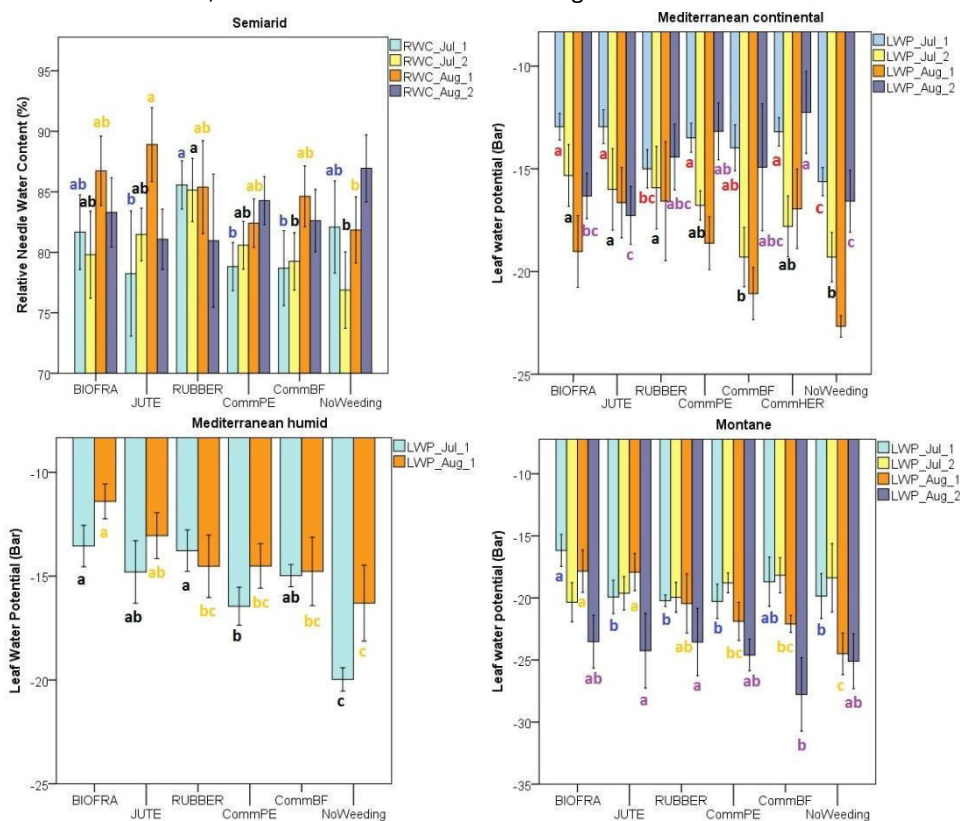 Semiarid
RWC_Jul_1
RWC_Jul_2
RWC_Aug_1
RWC_Aug_2
Relative Needle Water Content (%)
95
90
85
80
75
70
ab ab ab
b ab a
a a ab
b ab ab
b b ab
ab b b
BIOFRA
JUTE
RUBBER
CommPE
CommBF
NoWeeding
Mediterranean continental
LWP_Jul_1
LWP_Jul_2
LWP_Aug_1
LWP_Aug_2
Leaf water potential (Bar)
-10
-15
-20
-25
a a bc
a a c
bc a abc
a ab ab
ab b abc
a ab a
c b c
BIOFRA
JUTE
RUBBER
CommPE
CommBF
CommHER
NoWeeding
Mediterranean humid
LWP_Jul_1
LWP_Aug_1
Leaf Water Potential (Bar)
-10
-15
-20
-25
a a
ab ab
a bc
b bc
ab bc
c c
BIOFRA
JUTE
RUBBER
CommPE
CommBF
NoWeeding
Montane
LWP_Jul_1
LWP_Jul_2
LWP_Aug_1
LWP_Aug_2
Leaf water potential (Bar)
-10
-15
-20
-25
-30
-35
a a ab
b a a
b ab a
b bc ab
ab bc b
b c ab
BIOFRA
JUTE
RUBBER
CommPE
CommBF
NoWeeding